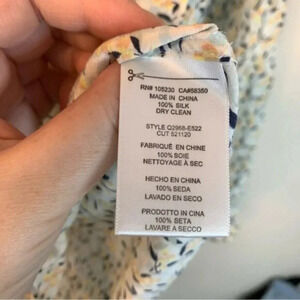 RN# 105230 CA#58350
MADE IN CHINA
100% SILK
DRY CLEAN
STYLE Q2968-E522
CUT 521120
FABRIQUÉ EN CHINE
100% SOIE
NETTOYAGE À SEC
HECHO EN CHINA
100% SEDA
LAVADO EN SECO
PRODOTTO IN CINA
100% SETA
LAVARE A SECCO